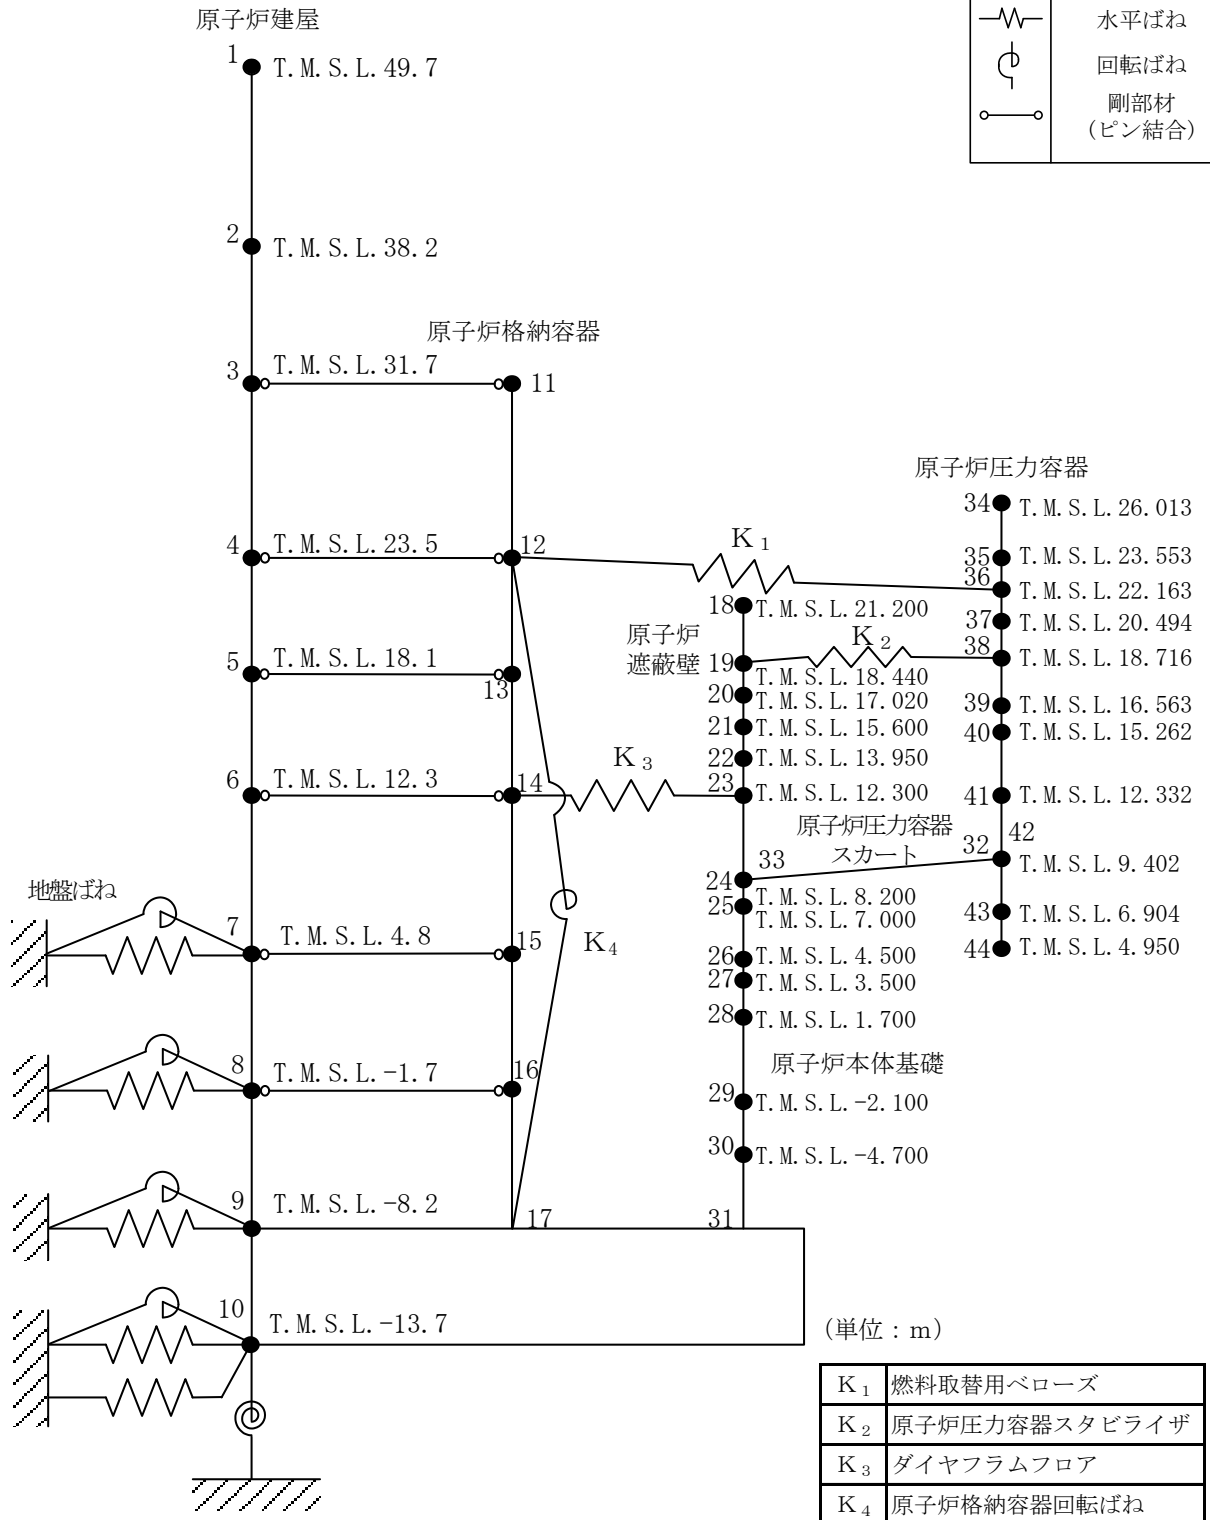 原子炉建屋
水平ばね
回転ばね
剛部材
(ピン結合)
1 T.M.S.L.49.7
2 T.M.S.L.38.2
原子炉格納容器
3 T.M.S.L.31.7 11
原子炉圧力容器
34 T.M.S.L.26.013
4 T.M.S.L.23.5 12 K1
35 T.M.S.L.23.553
36 T.M.S.L.22.163
18 T.M.S.L.21.200
37 T.M.S.L.20.494
原子炉
遮蔽壁
K2
38 T.M.S.L.18.716
5 T.M.S.L.18.1 13
19 T.M.S.L.18.440
20 T.M.S.L.17.020
39 T.M.S.L.16.563
21 T.M.S.L.15.600
40 T.M.S.L.15.262
22 T.M.S.L.13.950
6 T.M.S.L.12.3 14 K3
23 T.M.S.L.12.300
41 T.M.S.L.12.332
原子炉圧力容器
スカート
32 42
T.M.S.L.9.402
33
24 T.M.S.L.8.200
25 T.M.S.L.7.000
43 T.M.S.L.6.904
地盤ばね
7 T.M.S.L.4.8 15 K4
26 T.M.S.L.4.500
44 T.M.S.L.4.950
27 T.M.S.L.3.500
28 T.M.S.L.1.700
原子炉本体基礎
8 T.M.S.L.-1.7 16
29 T.M.S.L.-2.100
30 T.M.S.L.-4.700
9 T.M.S.L.-8.2 17 31
10 T.M.S.L.-13.7
(単位:m)
K1 燃料取替用ベローズ
K2 原子炉圧力容器スタビライザ
K3 ダイヤフラムフロア
K4 原子炉格納容器回転ばね